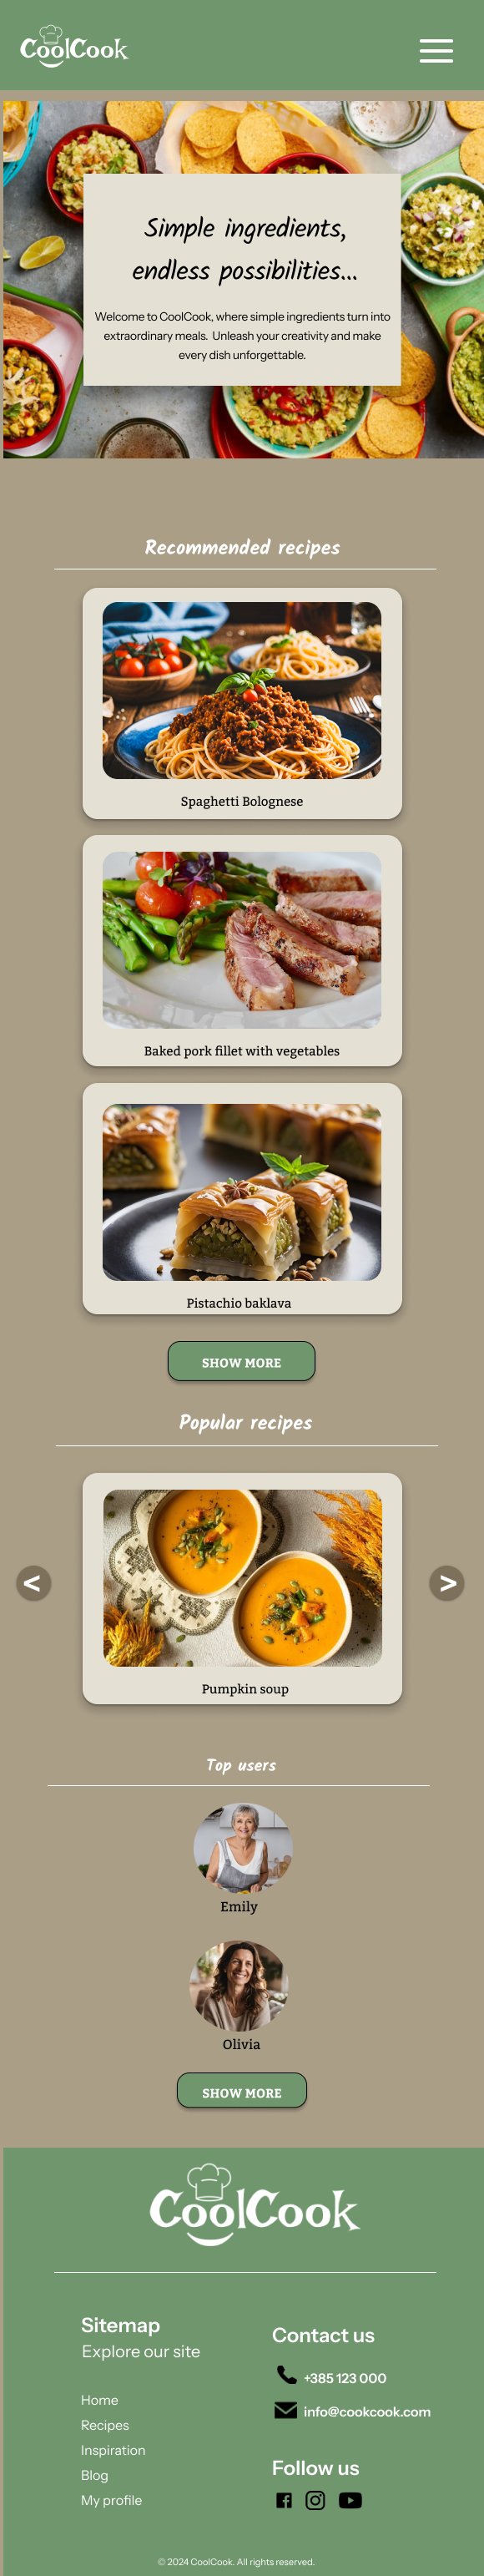 CoolCook
Simple ingredients,
endless possibilities...
Welcome to CoolCook, where simple ingredients turn into
extraordinary meals. Unleash your creativity and make
every dish unforgettable.
Recommended recipes
Spaghetti Bolognese
Baked pork fillet with vegetables
Pistachio baklava
SHOW MORE
Popular recipes
<
>
Pumpkin soup
Top users
Emily
Olivia
SHOW MORE
CoolCook
Sitemap
Explore our site
Home
Recipes
Inspiration
Blog
My profile
Contact us
+385 123 000
info@cookcook.com
Follow us
© 2024 CoolCook. All rights reserved.